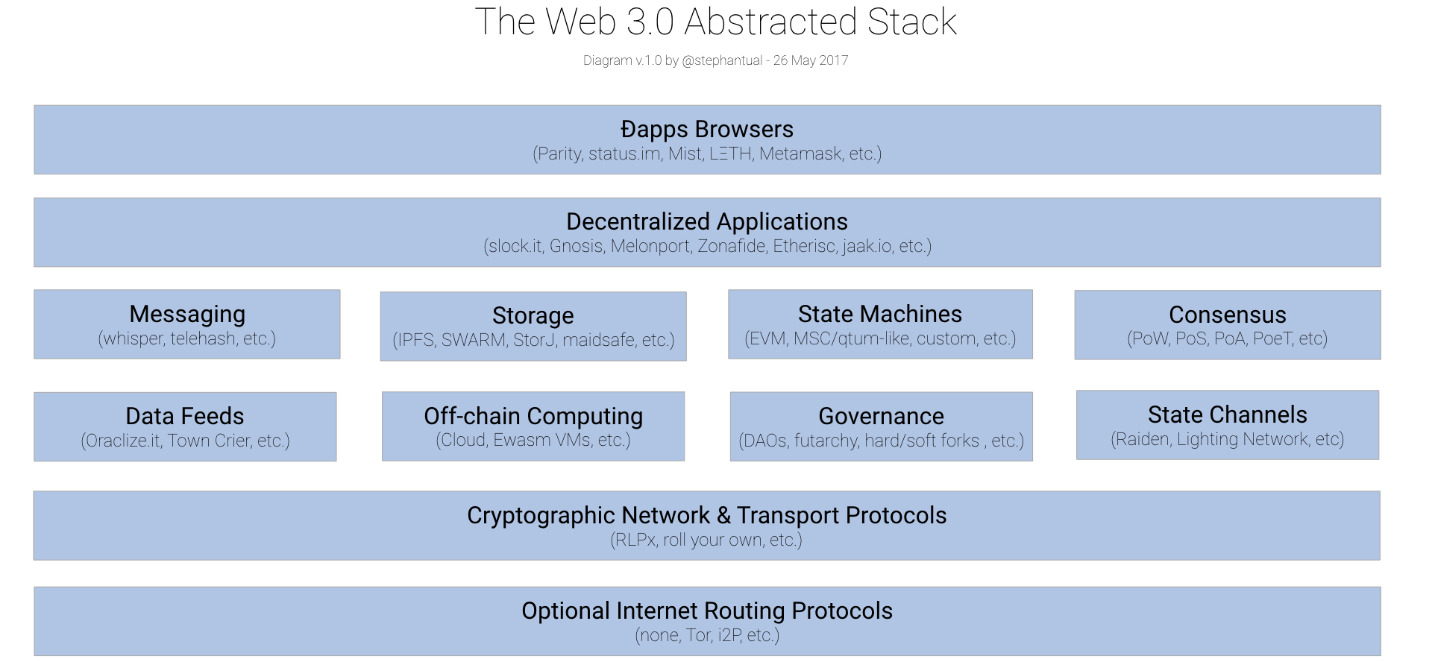 The Web 3.0 Abstracted Stack
Diagram v.1.0 by @stephantual - 26 May 2017
Ðapps Browsers
(Parity, status.im, Mist, LΞTH, Metamask, etc.)
Decentralized Applications
(slock.it, Gnosis, Melonport, Zonafide, Etherisc, jaak.io, etc.)
Messaging
(whisper, telehash, etc.)
Storage
(IPFS, SWARM, StorJ, maidsafe, etc.)
State Machines
(EVM, MSC/qtum-like, custom, etc.)
Consensus
(PoW, PoS, PoA, PoeT, etc)
Data Feeds
(Oraclize.it, Town Crier, etc.)
Off-chain Computing
(Cloud, Ewasm VMs, etc.)
Governance
(DAOs, futarchy, hard/soft forks , etc.)
State Channels
(Raiden, Lighting Network, etc)
Cryptographic Network & Transport Protocols
(RLPx, roll your own, etc.)
Optional Internet Routing Protocols
(none, Tor, i2P, etc.)